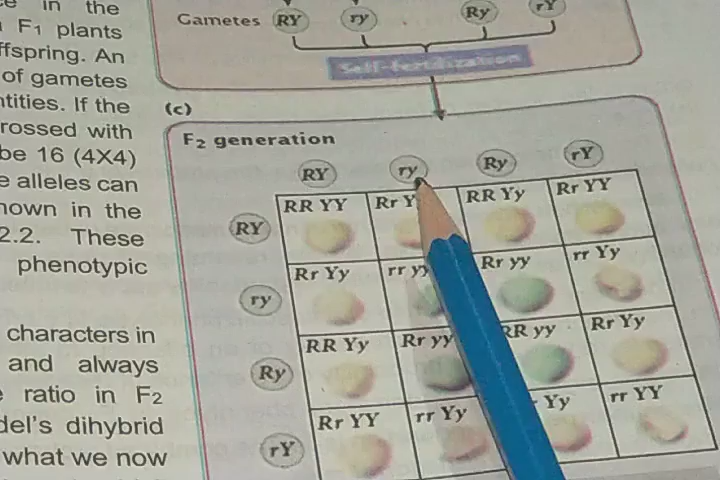 in the
F1 plants
ffspring. An
of gametes
ntities. If the
rossed with
be 16 (4X4)
e alleles can
nown in the
2.2. These
phenotypic
characters in
and always
ratio in F2
del's dihybrid
what we now
Gametes RY ry Ry rY
Self-fertilization
(c)
F2 generation
RY ry Ry rY
RY RR YY Rr Y RR Yy Rr YY
ry Rr Yy rr yy Rr yy rr Yy
Ry RR Yy Rr yy RR yy Rr Yy
rY Rr YY rr Yy Yy rr YY